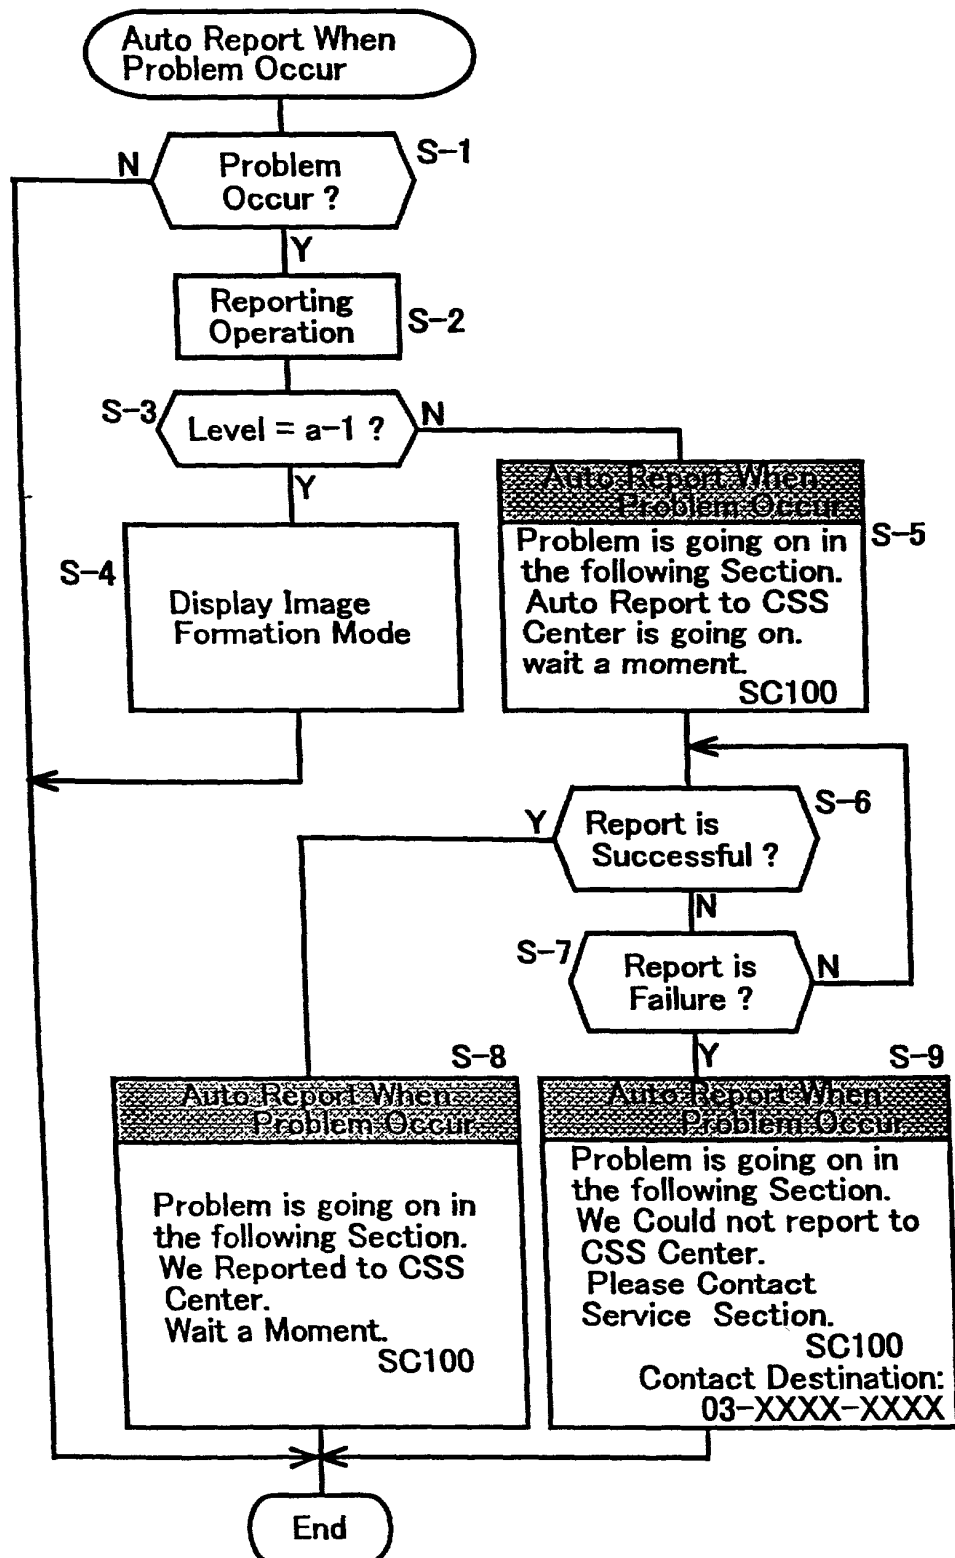 Auto Report When
Problem Occur
S-1
N
Problem
Occur ?
Y
Reporting
Operation
S-2
S-3
Level = a-1 ?
N
Y
Auto Report When
Problem Occur
S-5
Problem is going on in
the following Section.
Auto Report to CSS
Center is going on.
wait a moment.
SC100
S-4
Display Image
Formation Mode
S-6
Y
Report is
Successful ?
N
S-7
Report is
Failure ?
N
Y
S-8
Auto Report When
Problem Occur
Problem is going on in
the following Section.
We Reported to CSS
Center.
Wait a Moment.
SC100
S-9
Auto Report When
Problem Occur
Problem is going on in
the following Section.
We Could not report to
CSS Center.
Please Contact
Service Section.
SC100
Contact Destination:
03-XXXX-XXXX
End